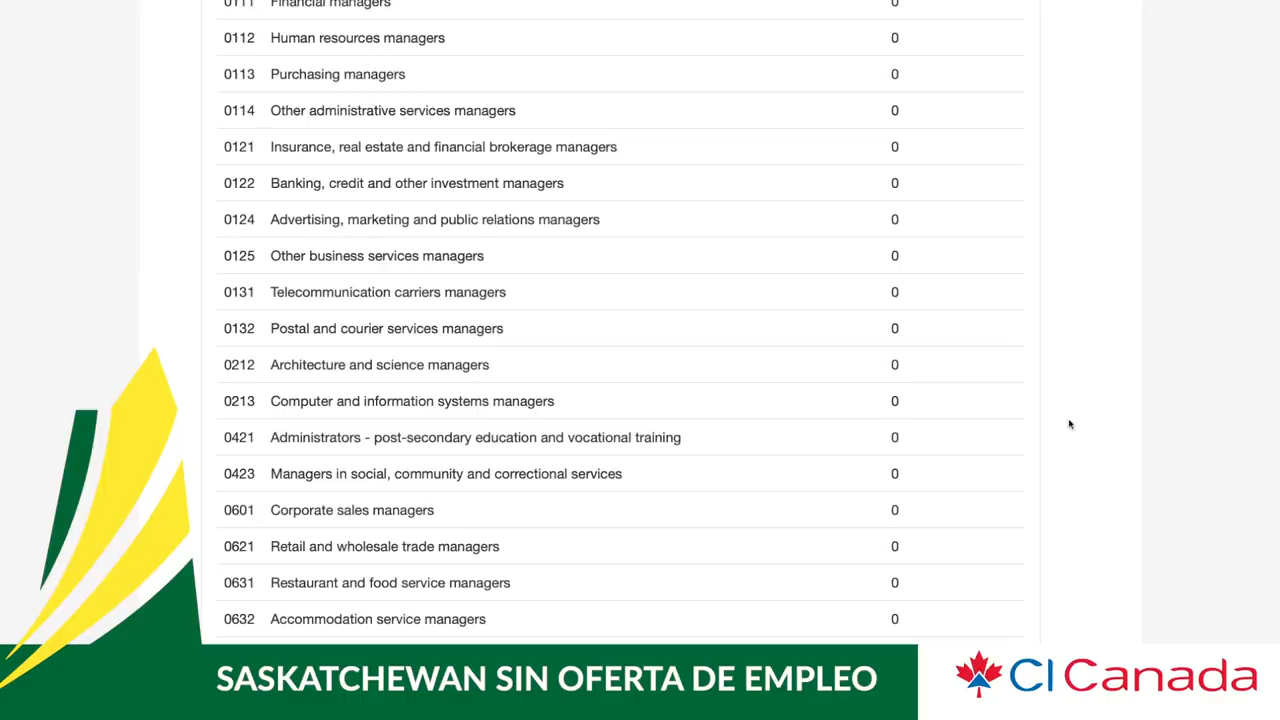 0111 Financial managers 0
0112 Human resources managers 0
0113 Purchasing managers 0
0114 Other administrative services managers 0
0121 Insurance, real estate and financial brokerage managers 0
0122 Banking, credit and other investment managers 0
0124 Advertising, marketing and public relations managers 0
0125 Other business services managers 0
0131 Telecommunication carriers managers 0
0132 Postal and courier services managers 0
0212 Architecture and science managers 0
0213 Computer and information systems managers 0
0421 Administrators - post-secondary education and vocational training 0
0423 Managers in social, community and correctional services 0
0601 Corporate sales managers 0
0621 Retail and wholesale trade managers 0
0631 Restaurant and food service managers 0
0632 Accommodation service managers 0
SASKATCHEWAN SIN OFERTA DE EMPLEO
CI Canada